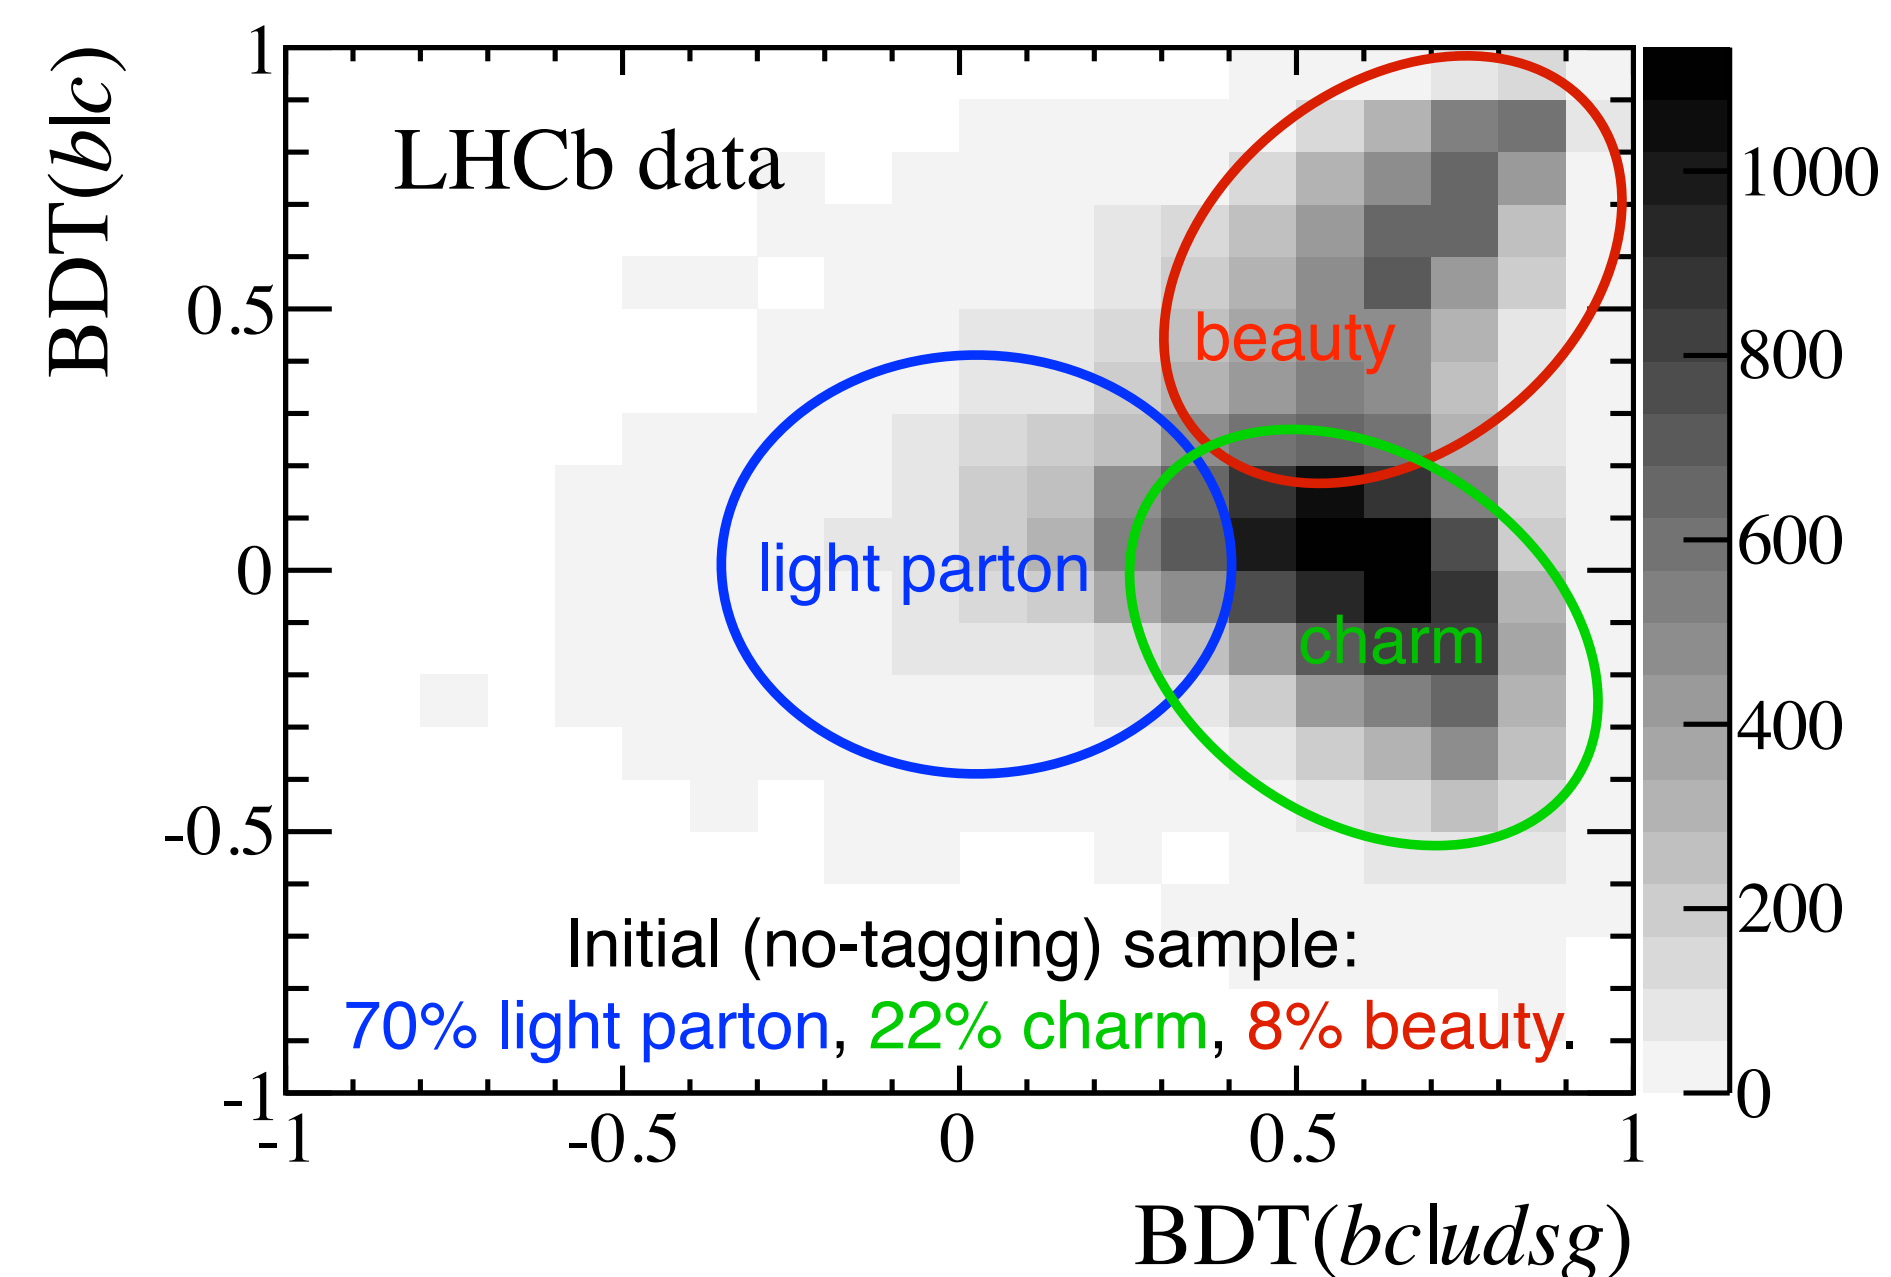 BDT(b|c)
LHCb data
beauty
light parton
charm
Initial (no-tagging) sample:
70% light parton, 22% charm, 8% beauty.
1
0.5
0
-0.5
-1
-1
-0.5
0
0.5
1
BDT(bc|udsg)
1000
800
600
400
200
0